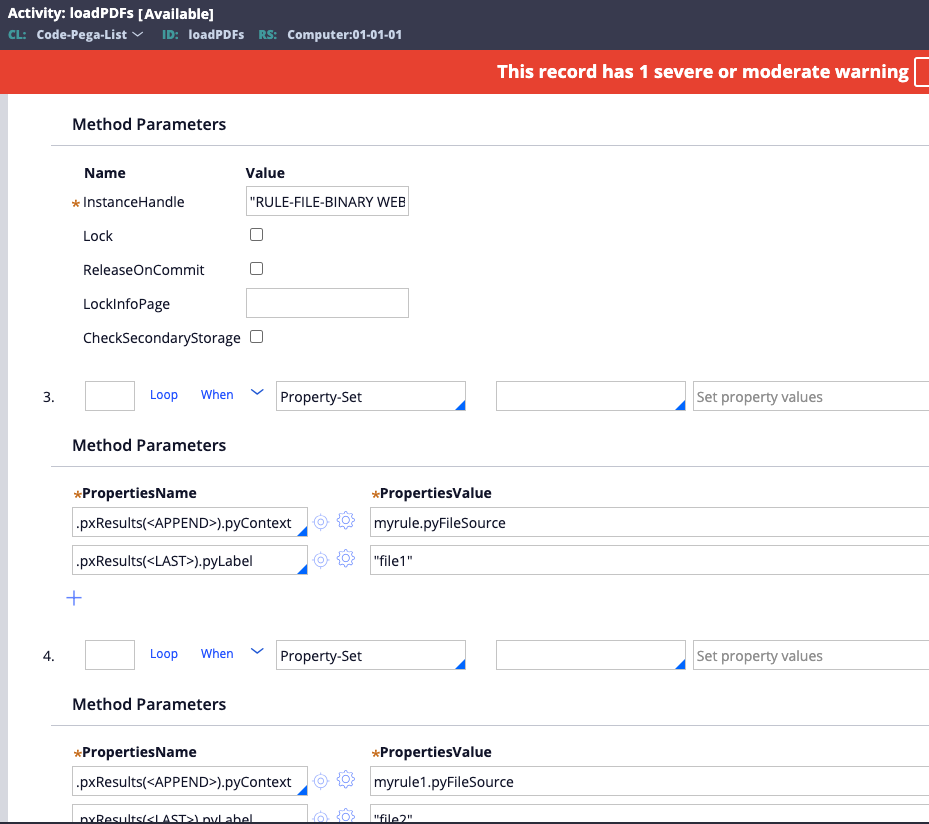 Activity: loadPDFs [Available]
CL: Code-Pega-List ID: loadPDFs RS: Computer:01-01-01
This record has 1 severe or moderate warning
Method Parameters
Name Value
*InstanceHandle "RULE-FILE-BINARY WEB
Lock
ReleaseOnCommit
LockInfoPage
CheckSecondaryStorage
3. Loop When Property-Set Set property values
Method Parameters
*PropertiesName *PropertiesValue
.pxResults(<APPEND>).pyContext myrule.pyFileSource
.pxResults(<LAST>).pyLabel "file1"
+
4. Loop When Property-Set Set property values
Method Parameters
*PropertiesName *PropertiesValue
.pxResults(<APPEND>).pyContext myrule1.pyFileSource
.pxResults(<LAST>).pyLabel "file2"